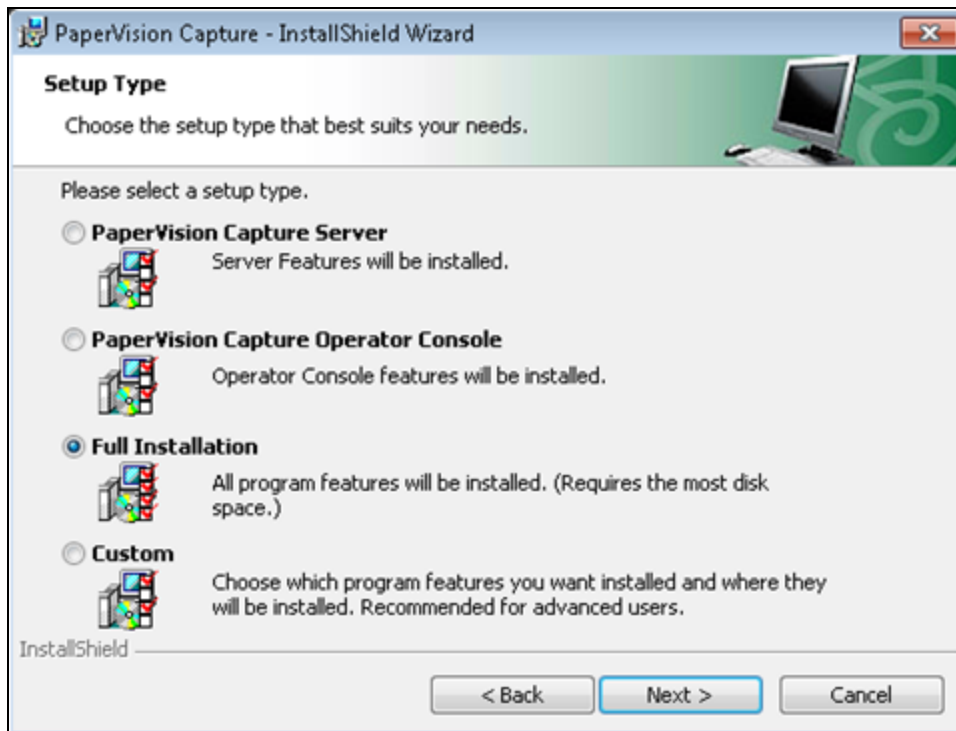 PaperVision Capture - InstallShield Wizard
Setup Type
Choose the setup type that best suits your needs.
Please select a setup type.
PaperVision Capture Server
Server Features will be installed.
PaperVision Capture Operator Console
Operator Console features will be installed.
Full Installation
All program features will be installed. (Requires the most disk
space.)
Custom
Choose which program features you want installed and where they
will be installed. Recommended for advanced users.
InstallShield
< Back
Next >
Cancel